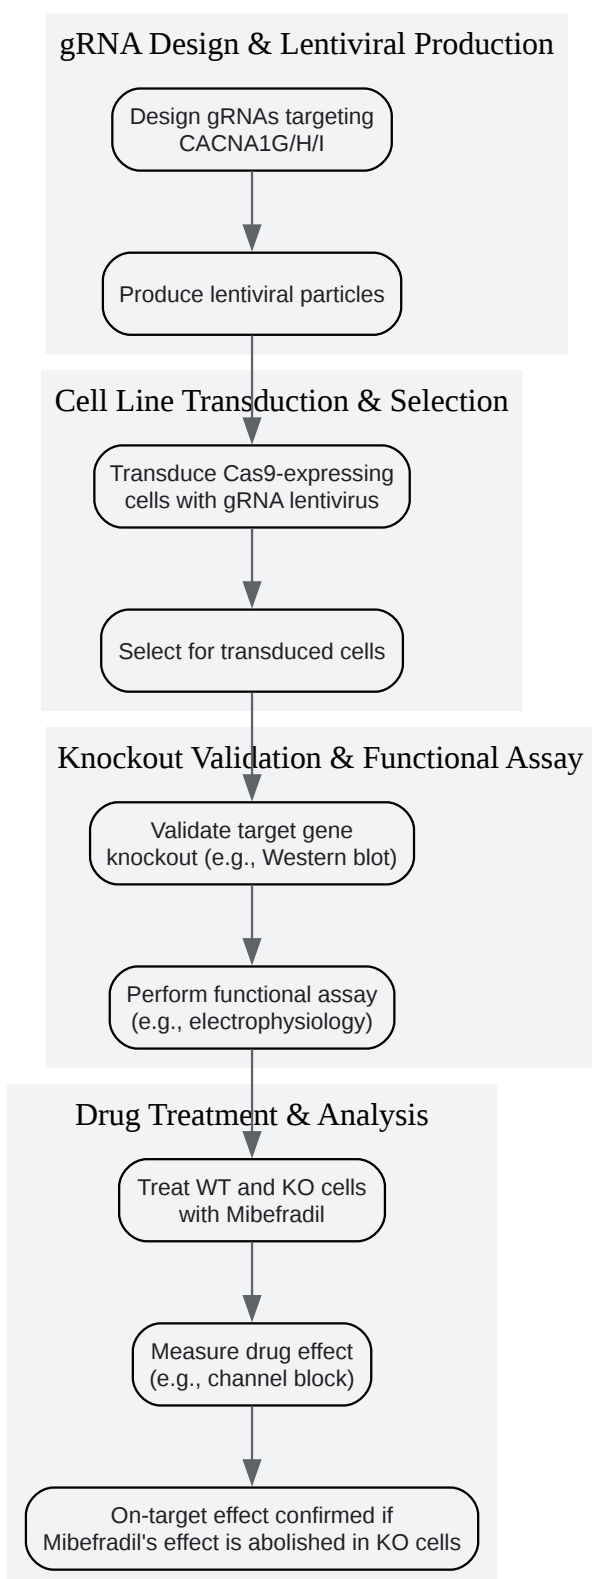 gRNA Design & Lentiviral Production
Design gRNAs targeting
CACNA1G/H/I
Produce lentiviral particles
Cell Line Transduction & Selection
Transduce Cas9-expressing
cells with gRNA lentivirus
Select for transduced cells
Knockout Validation & Functional Assay
Validate target gene
knockout (e.g., Western blot)
Perform functional assay
(e.g., electrophysiology)
Drug Treatment & Analysis
Treat WT and KO cells
with Mibefradil
Measure drug effect
(e.g., channel block)
On-target effect confirmed if
Mibefradil's effect is abolished in KO cells